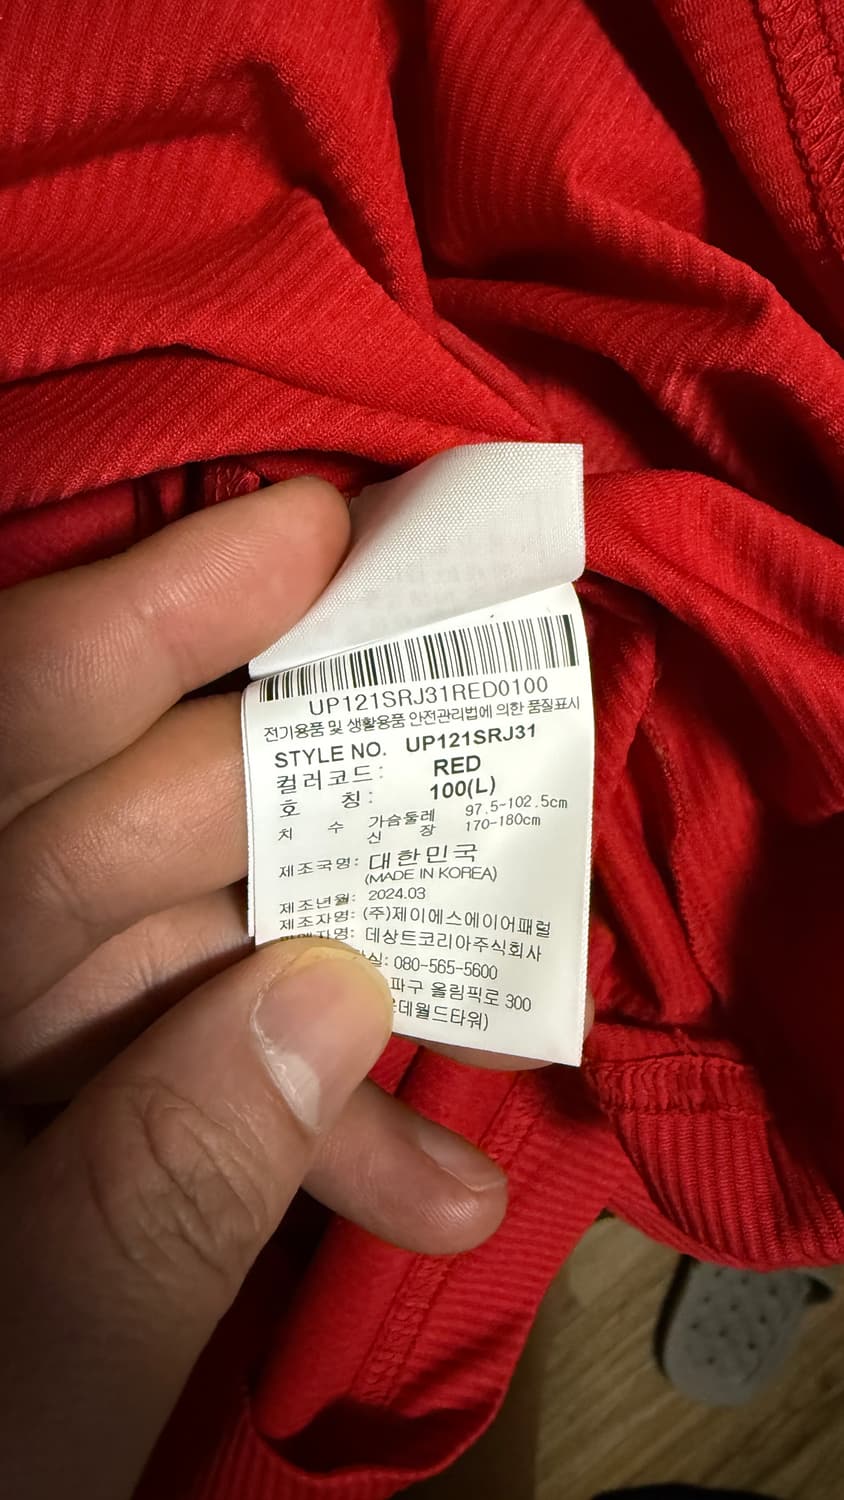 UP121SRJ31RED0100
전기용품 및 생활용품 안전관리법에 의한 품질표시
STYLE NO. UP121SRJ31
컬러코드: RED
호 칭: 100(L)
치 수 가슴둘레 97.5-102.5cm
신 장 170-180cm
제조국명: 대한민국
(MADE IN KOREA)
제조년월: 2024.03
제조자명: (주)제이에스에이어패럴
데상트코리아주식회사
080-565-5600
올림픽로 300